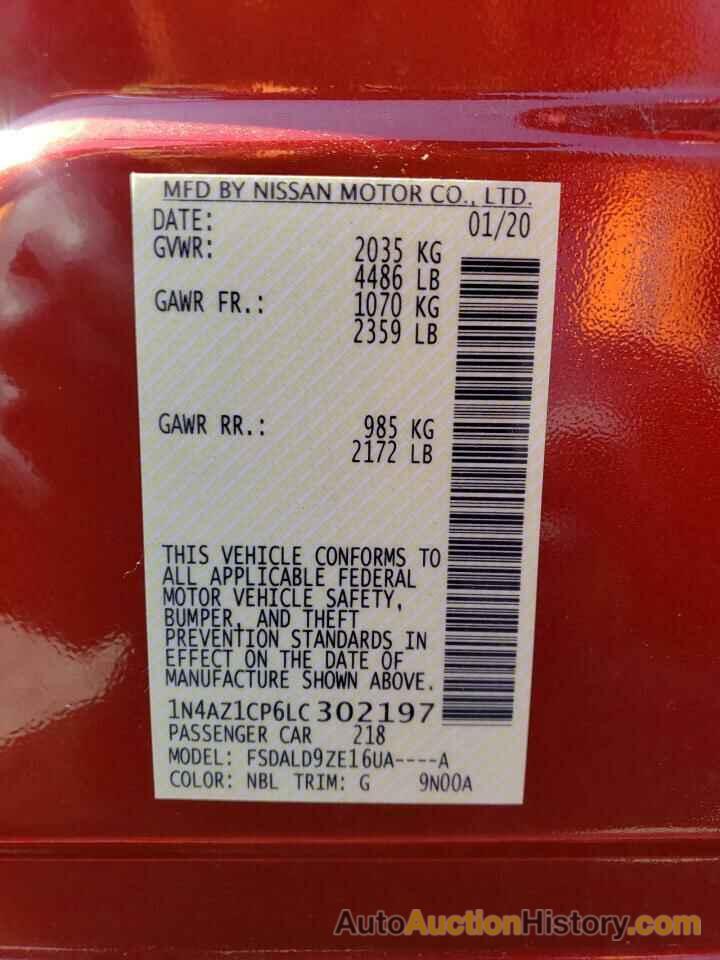 MFD BY NISSAN MOTOR CO., LTD.
DATE: 01/20
GVWR: 2035 KG
4486 LB
GAWR FR.: 1070 KG
2359 LB
GAWR RR.: 985 KG
2172 LB
THIS VEHICLE CONFORMS TO
ALL APPLICABLE FEDERAL
MOTOR VEHICLE SAFETY,
BUMPER, AND THEFT
PREVENTION STANDARDS IN
EFFECT ON THE DATE OF
MANUFACTURE SHOWN ABOVE.
1N4AZ1CP6LC302197
PASSENGER CAR 218
MODEL: FSDALD9ZE16UA----A
COLOR: NBL TRIM: G 9N00A
AutoAuctionHistory.com